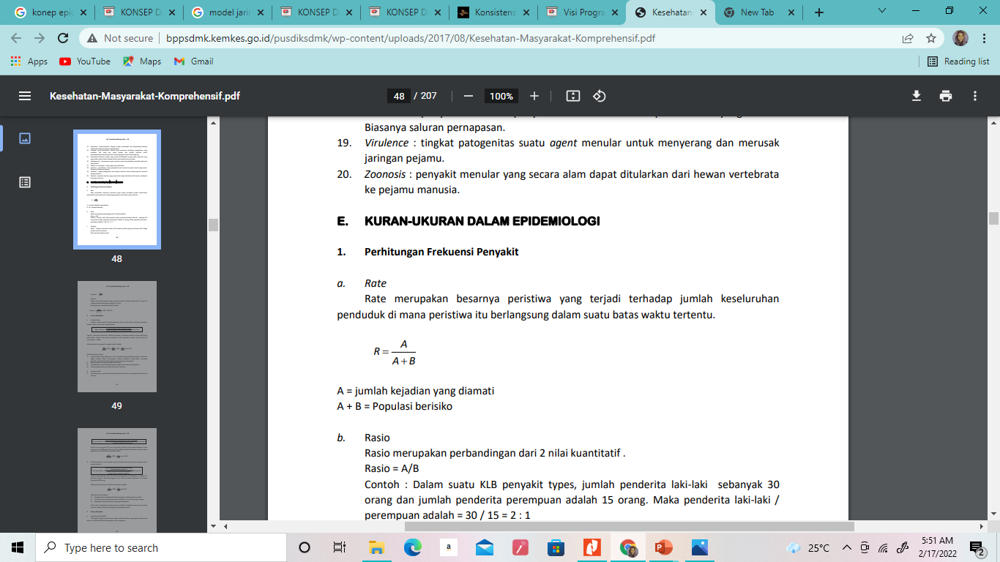 konep epic
KONSEP D
model jarin
KONSEP D
KONSEP D
Konsistens
Visi Progra
Kesehatan
New Tab
Not secure
bppsdmk.kemkes.go.id/pusdiksdmk/wp-content/uploads/2017/08/Kesehatan-Masyarakat-Komprehensif.pdf
Apps
YouTube
Maps
Gmail
Reading list
Kesehatan-Masyarakat-Komprehensif.pdf
48 / 207
100%
48
49
Biasanya saluran pernapasan.
19. Virulence : tingkat patogenitas suatu agent menular untuk menyerang dan merusak
jaringan pejamu.
20. Zoonosis : penyakit menular yang secara alam dapat ditularkan dari hewan vertebrata
ke pejamu manusia.
E. KURAN-UKURAN DALAM EPIDEMIOLOGI
1. Perhitungan Frekuensi Penyakit
a. Rate
Rate merupakan besarnya peristiwa yang terjadi terhadap jumlah keseluruhan
penduduk di mana peristiwa itu berlangsung dalam suatu batas waktu tertentu.
R = A
A + B
A = jumlah kejadian yang diamati
A + B = Populasi berisiko
b. Rasio
Rasio merupakan perbandingan dari 2 nilai kuantitatif .
Rasio = A/B
Contoh : Dalam suatu KLB penyakit types, jumlah penderita laki-laki sebanyak 30
orang dan jumlah penderita perempuan adalah 15 orang. Maka penderita laki-laki /
perempuan adalah = 30 / 15 = 2 : 1
Type here to search
a
25°C
5:51 AM
2/17/2022
2